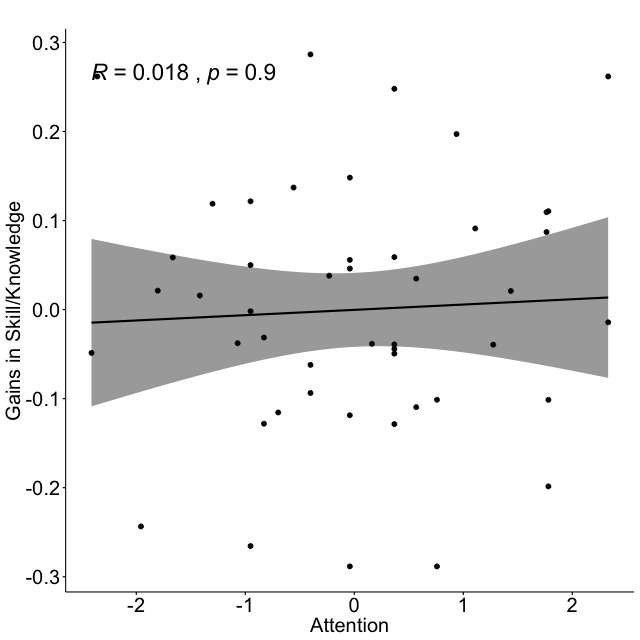 0.3
R = 0.018 , p = 0.9
0.2
0.1
0.0
-0.1
-0.2
-0.3
Gains in Skill/Knowledge
-2 -1 0 1 2
Attention